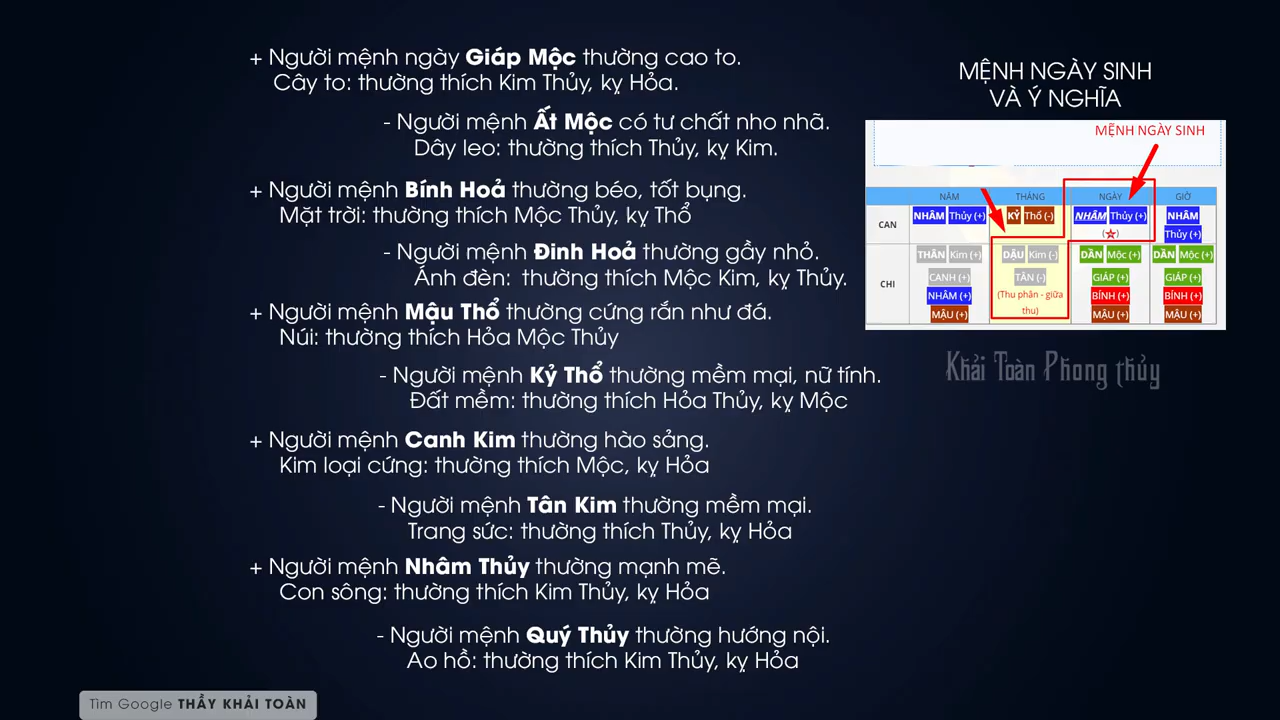 + Người mệnh ngày Giáp Mộc thường cao to.
Cây to: thường thích Kim Thủy, kỵ Hỏa.
- Người mệnh Ất Mộc có tư chất nho nhã.
Dây leo: thường thích Thủy, kỵ Kim.
+ Người mệnh Bính Hoả thường béo, tốt bụng.
Mặt trời: thường thích Mộc Thủy, kỵ Thổ
- Người mệnh Đinh Hoả thường gầy nhỏ.
Ánh đèn: thường thích Mộc Kim, kỵ Thủy.
+ Người mệnh Mậu Thổ thường cứng rắn như đá.
Núi: thường thích Hỏa Mộc Thủy
- Người mệnh Kỷ Thổ thường mềm mại, nữ tính.
Đất mềm: thường thích Hỏa Thủy, kỵ Mộc
+ Người mệnh Canh Kim thường hào sảng.
Kim loại cứng: thường thích Mộc, kỵ Hỏa
- Người mệnh Tân Kim thường mềm mại.
Trang sức: thường thích Thủy, kỵ Hỏa
+ Người mệnh Nhâm Thủy thường mạnh mẽ.
Con sông: thường thích Kim Thủy, kỵ Hỏa
- Người mệnh Quý Thủy thường hướng nội.
Ao hồ: thường thích Kim Thủy, kỵ Hỏa
MỆNH NGÀY SINH
VÀ Ý NGHĨA
MỆNH NGÀY SINH
NĂM THÁNG NGÀY GIỜ
CAN NHÂM Thủy (+) KỶ Thổ (-) NHÂM Thủy (+) NHÂM
(☆) Thủy (+)
CHI THÂN Kim (+) DẬU Kim (-) DẦN Mộc (+) DẦN Mộc (+)
CANH (+) TÂN (-) GIÁP (+) GIÁP (+)
NHÂM (+) (Thu phân - giữa BÍNH (+) BÍNH (+)
MẬU (+) thu) MẬU (+) MẬU (+)
Khải Toàn Phong thủy
Tìm Google THẦY KHẢI TOÀN